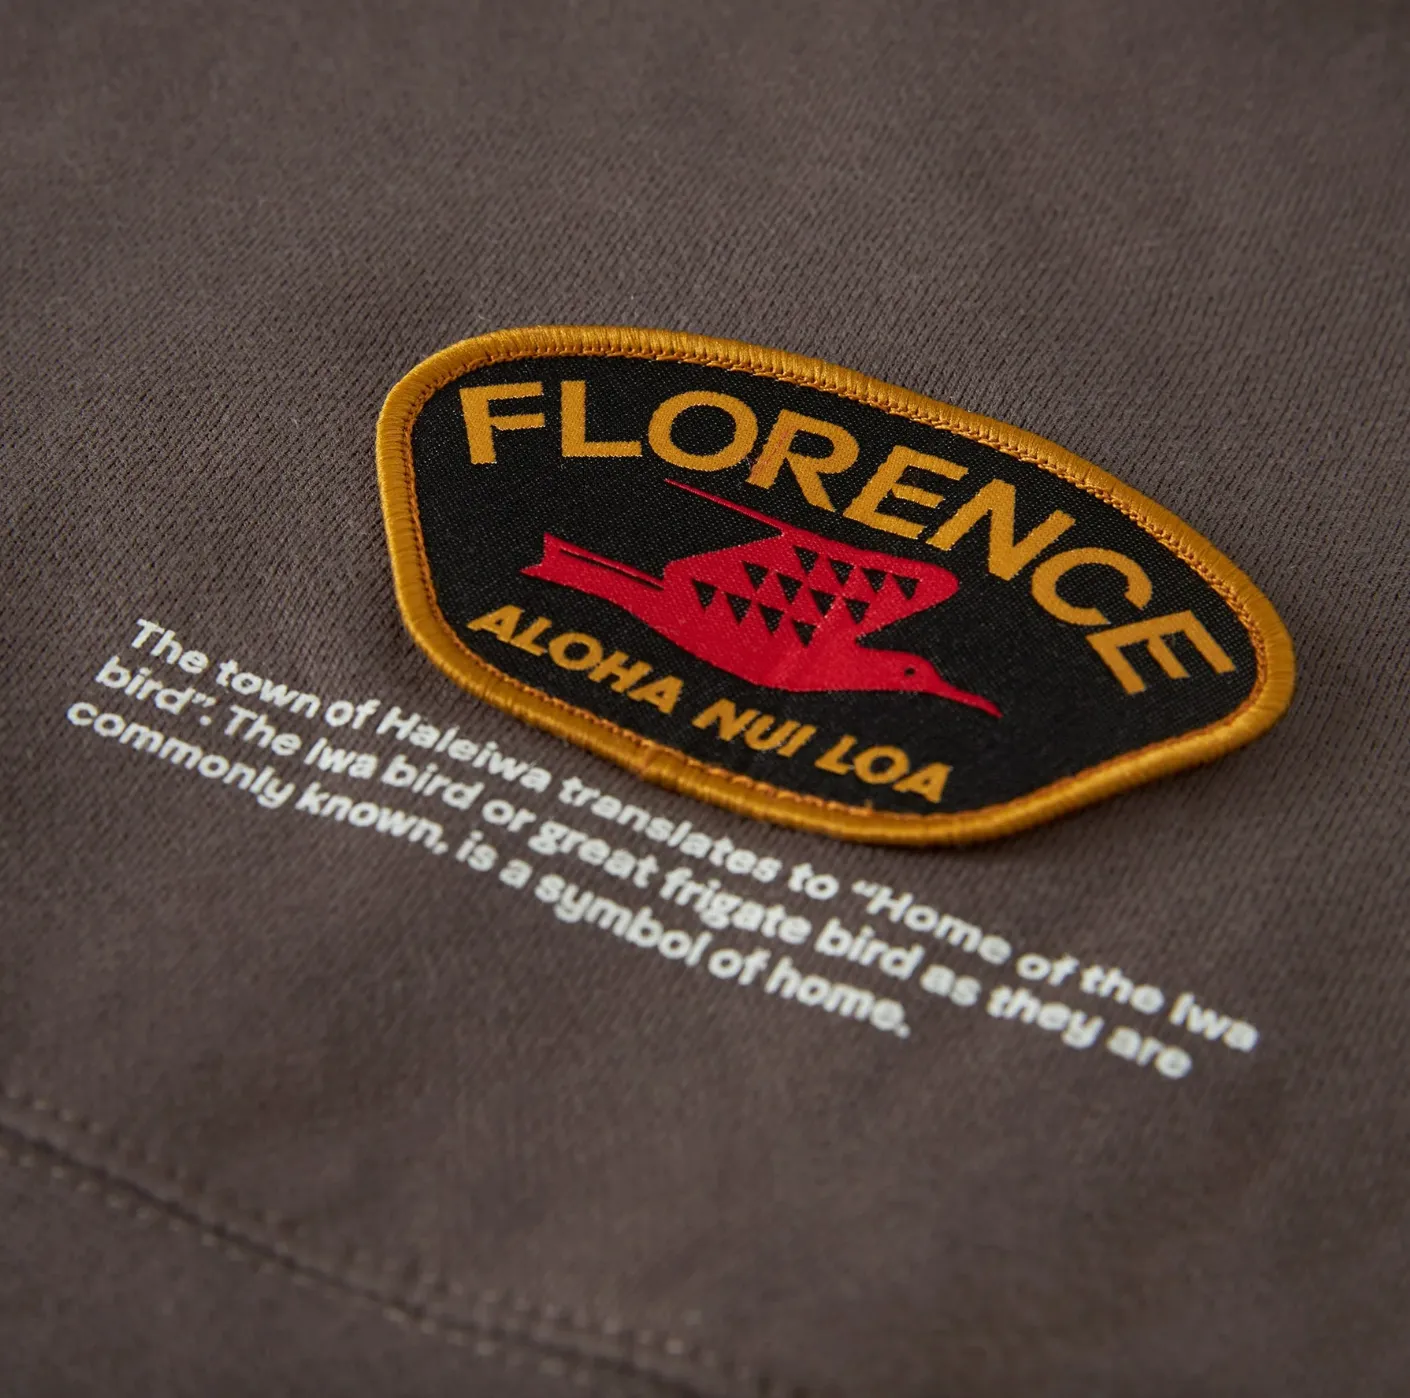 FLORENCE
ALOHA NUI LOA
The town of Haleiwa translates to “Home of the Iwa
bird”. The Iwa bird or great frigate bird as they are
commonly known, is a symbol of home.